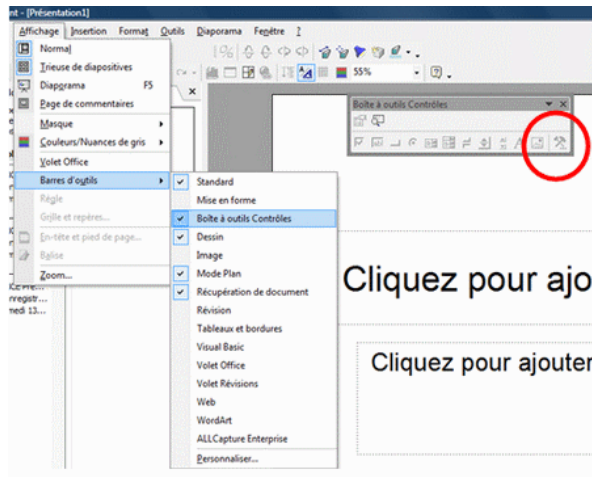 nt - [Présentation1]
Affichage Insertion Format Outils Diaporama Fenêtre ?
Normal
Trieuse de diapositives
Diapgrama F5
Page de commentaires
Masque
Couleurs/Nuances de gris
Volet Office
Barres d'outils
Règle
Grille et repères...
En-tête et pied de page...
Balise
Zoom...
nregistr...
medi 13...
55%
Boîte à outils Contrôles
Standard
Mise en forme
Boîte à outils Contrôles
Dessin
Image
Mode Plan
Récupération de document
Révision
Tableaux et bordures
Visual Basic
Volet Office
Volet Révisions
Web
WordArt
ALLCapture Enterprise
Personnaliser...
Cliquez pour ajo
Cliquez pour ajouter